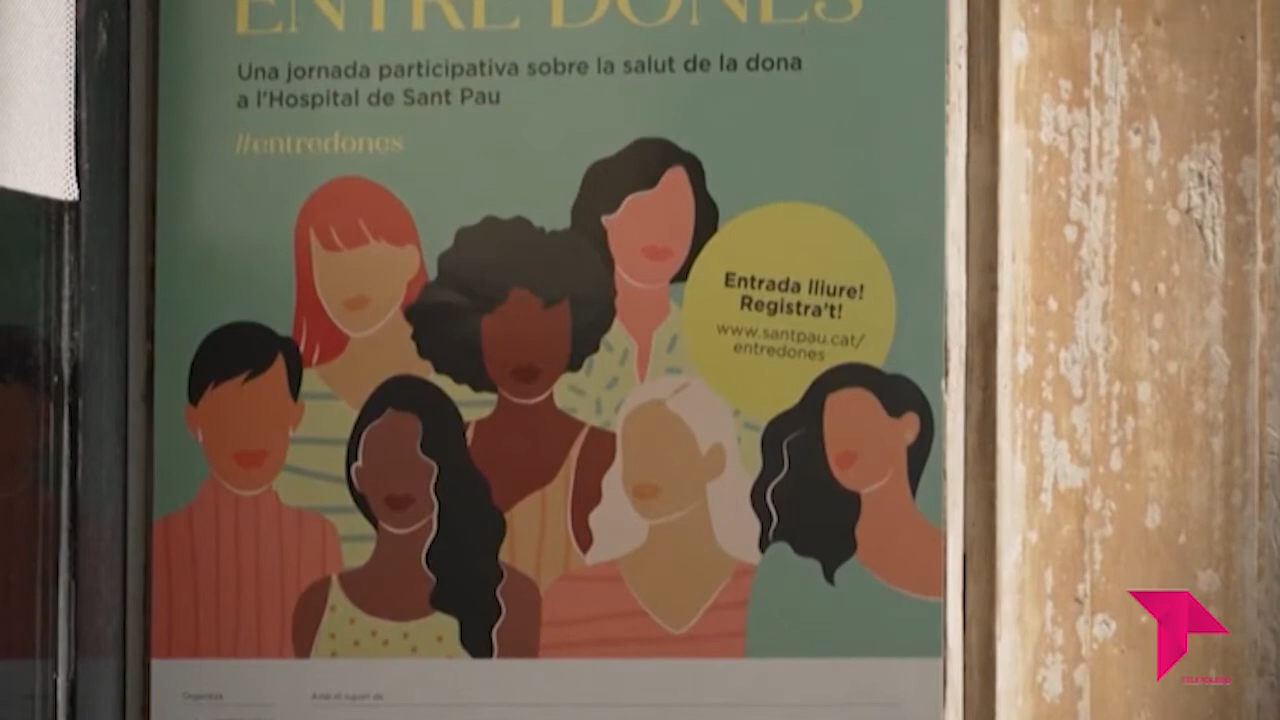 ENTRE DONES
Una jornada participativa sobre la salut de la dona
a l'Hospital de Sant Pau
//entredones
Entrada lliure!
Registra't!
www.santpau.cat/
entredones
Organitza
Amb el suport de